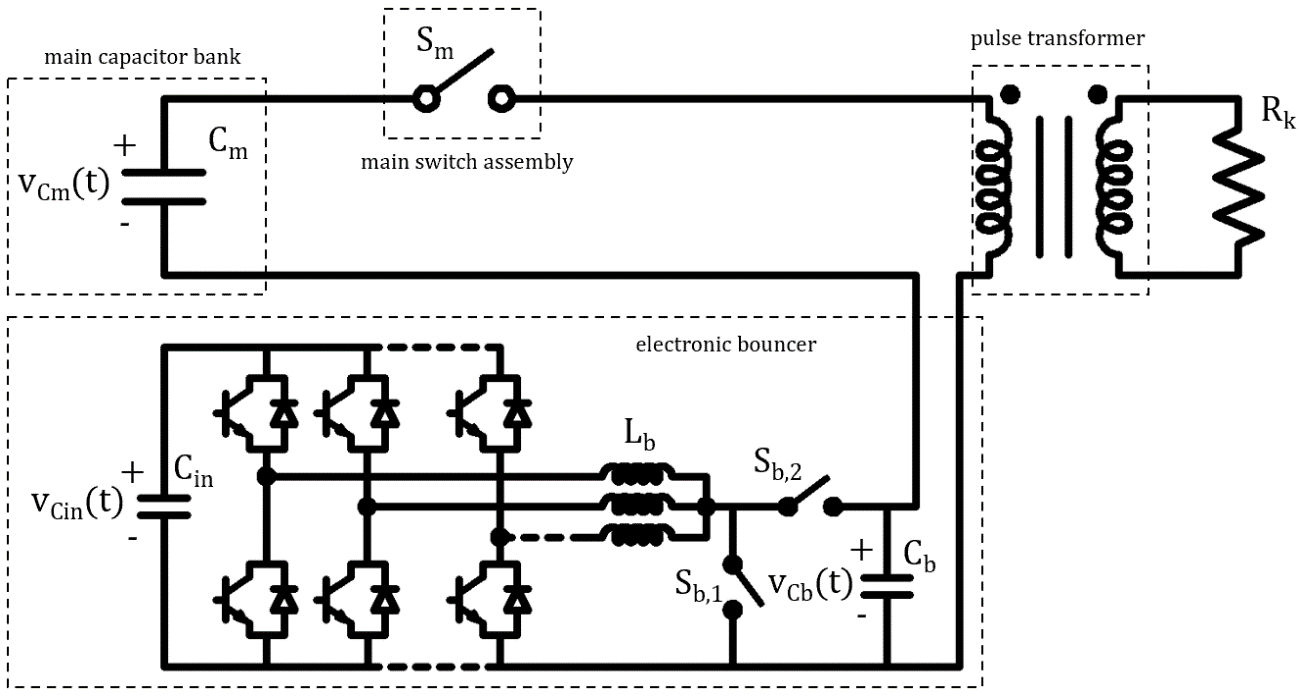 main capacitor bank
S_m
pulse transformer
+
C_m
v_Cm(t)
-
main switch assembly
R_k
electronic bouncer
L_b
S_b,2
+
C_in
v_Cin(t)
-
S_b,1
+
C_b
v_Cb(t)
-